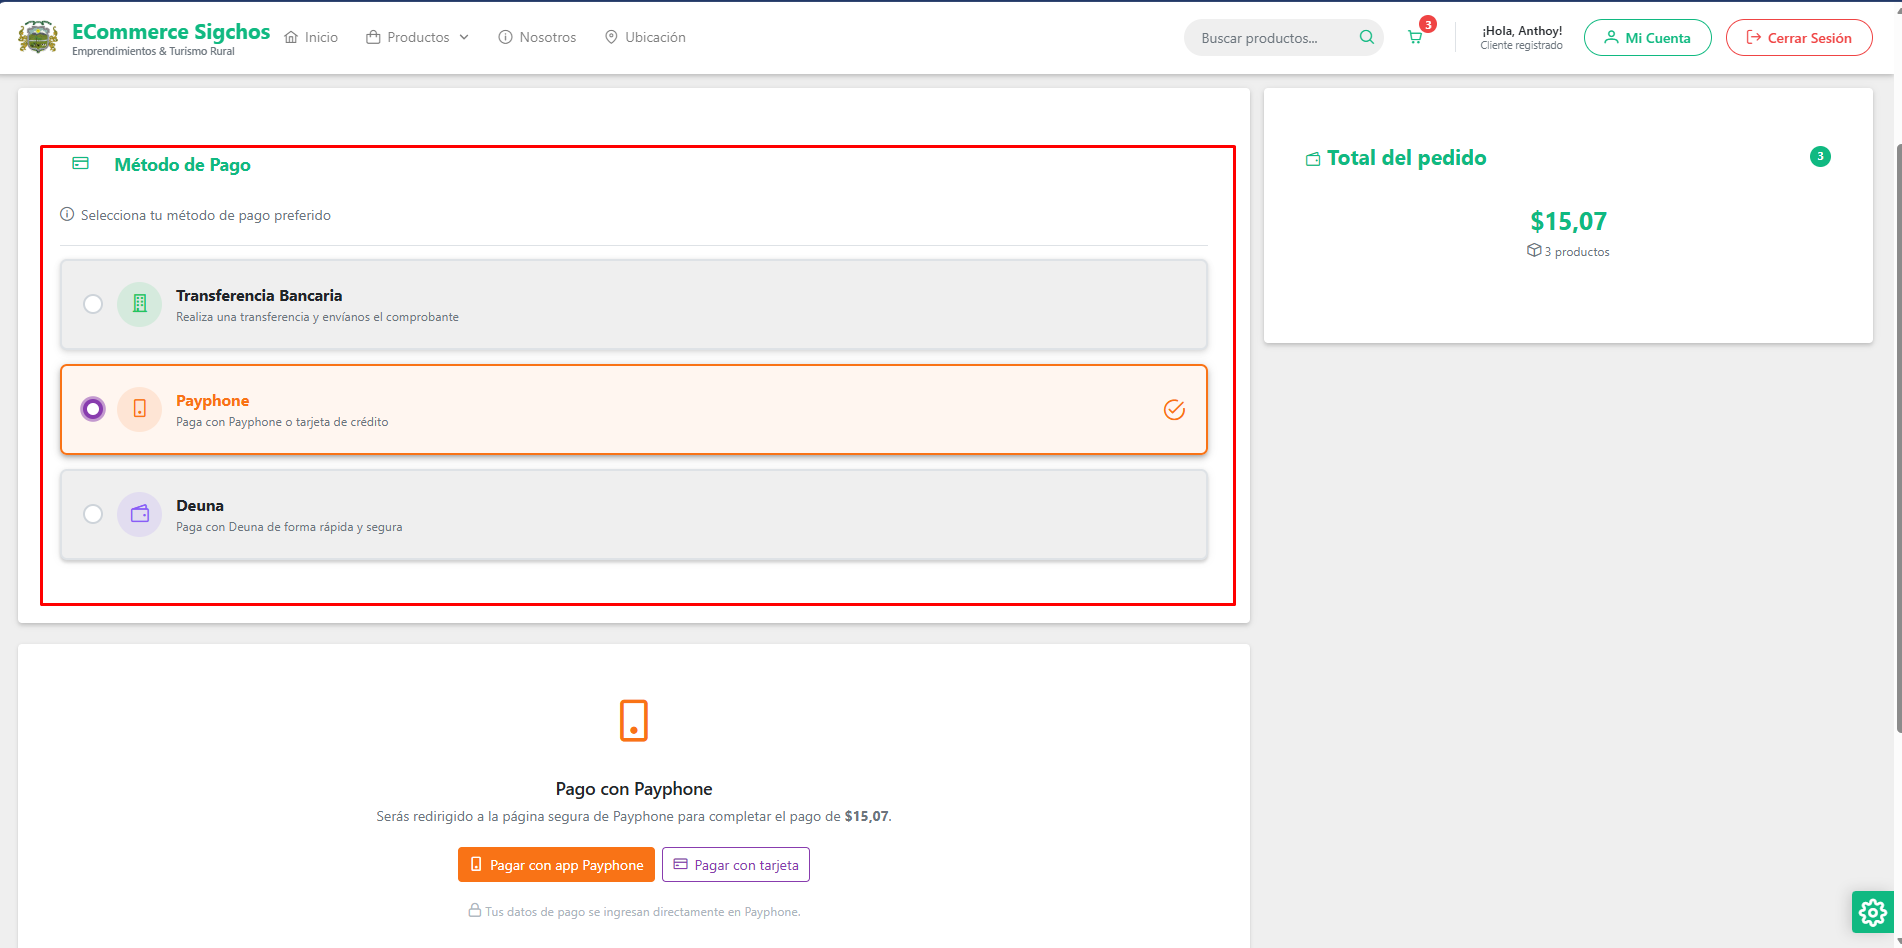 ECommerce Sigchos
Emprendimientos & Turismo Rural
Inicio
Productos
Nosotros
Ubicación
Buscar productos...
3
¡Hola, Anthoy!
Cliente registrado
Mi Cuenta
Cerrar Sesión
Método de Pago
Selecciona tu método de pago preferido
Transferencia Bancaria
Realiza una transferencia y envíanos el comprobante
Payphone
Paga con Payphone o tarjeta de crédito
Deuna
Paga con Deuna de forma rápida y segura
Total del pedido
3
$15,07
3 productos
Pago con Payphone
Serás redirigido a la página segura de Payphone para completar el pago de $15,07.
Pagar con app Payphone
Pagar con tarjeta
Tus datos de pago se ingresan directamente en Payphone.